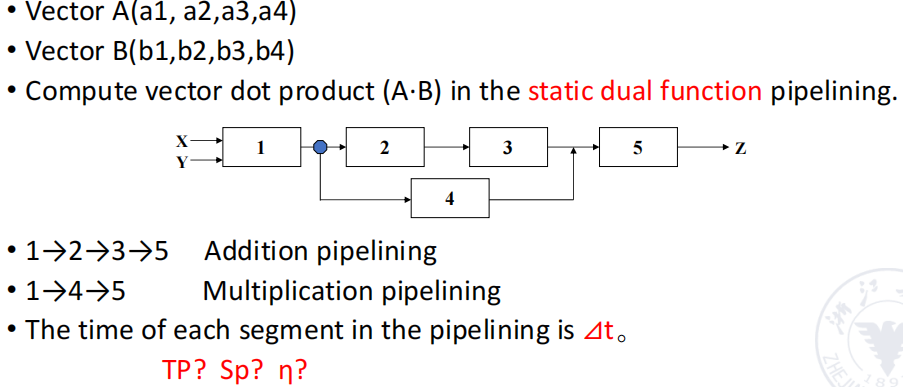 • Vector A(a1, a2,a3,a4)
• Vector B(b1,b2,b3,b4)
• Compute vector dot product (A·B) in the static dual function pipelining.
X
Y
1
2
3
5
Z
4
• 1→2→3→5 Addition pipelining
• 1→4→5 Multiplication pipelining
• The time of each segment in the pipelining is ⊿t。
TP? Sp? η?